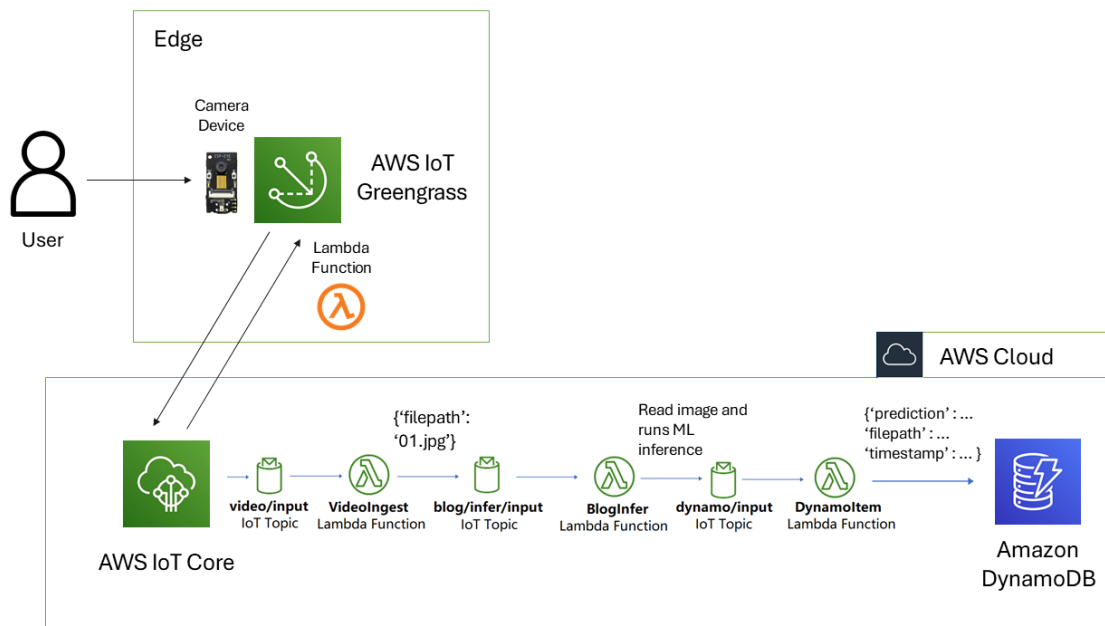 Edge
Camera
Device
AWS IoT
Greengrass
User
Lambda
Function
AWS Cloud
{‘filepath’:
‘01.jpg’}
Read image and
runs ML
inference
{‘prediction’ : ...
‘filepath’ : ...
‘timestamp’ : ... }
video/input
IoT Topic
VideoIngest
Lambda Function
blog/infer/input
IoT Topic
BlogInfer
Lambda Function
dynamo/input
IoT Topic
DynamoItem
Lambda Function
AWS IoT Core
Amazon
DynamoDB